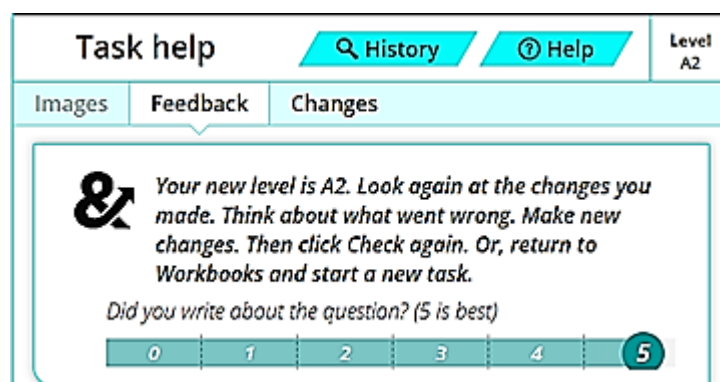 Task help
History
Help
Level
A2
Images
Feedback
Changes
Your new level is A2. Look again at the changes you
made. Think about what went wrong. Make new
changes. Then click Check again. Or, return to
Workbooks and start a new task.
Did you write about the question? (5 is best)
0 1 2 3 4 5